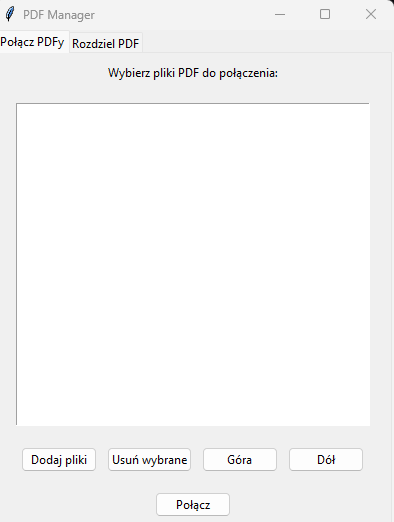 PDF Manager
Połącz PDFy Rozdziel PDF
Wybierz pliki PDF do połączenia:
Dodaj pliki Usuń wybrane Góra Dół
Połącz